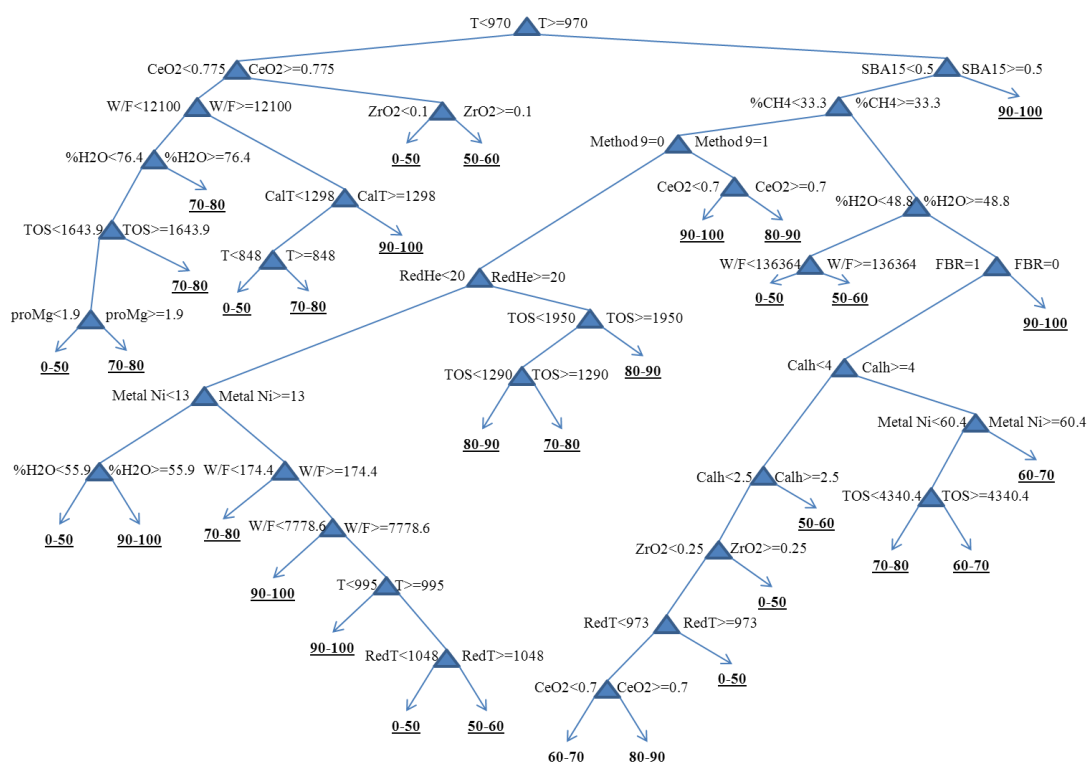 T<970 T>=970
CeO2<0.775 CeO2>=0.775
SBA15<0.5 SBA15>=0.5
W/F<12100 W/F>=12100
ZrO2<0.1 ZrO2>=0.1
%CH4<33.3 %CH4>=33.3
90-100
Method 9=0 Method 9=1
%H2O<76.4 %H2O>=76.4
0-50 50-60
CeO2<0.7 CeO2>=0.7
70-80
CalT<1298 CalT>=1298
%H2O<48.8 %H2O>=48.8
TOS<1643.9 TOS>=1643.9
90-100
90-100 80-90
T<848 T>=848
W/F<136364 W/F>=136364
FBR=1 FBR=0
70-80
RedHe<20 RedHe>=20
0-50 70-80
0-50 50-60
proMg<1.9 proMg>=1.9
TOS<1950 TOS>=1950
90-100
0-50 70-80
80-90
TOS<1290 TOS>=1290
Calh<4 Calh>=4
Metal Ni<13 Metal Ni>=13
80-90 70-80
Metal Ni<60.4 Metal Ni>=60.4
%H2O<55.9 %H2O>=55.9
W/F<174.4 W/F>=174.4
Calh<2.5 Calh>=2.5
60-70
TOS<4340.4 TOS>=4340.4
0-50 90-100
70-80
W/F<7778.6 W/F>=7778.6
50-60
ZrO2<0.25 ZrO2>=0.25
70-80 60-70
90-100
T<995 T>=995
0-50
RedT<973 RedT>=973
90-100
RedT<1048 RedT>=1048
0-50
CeO2<0.7 CeO2>=0.7
0-50 50-60
60-70 80-90